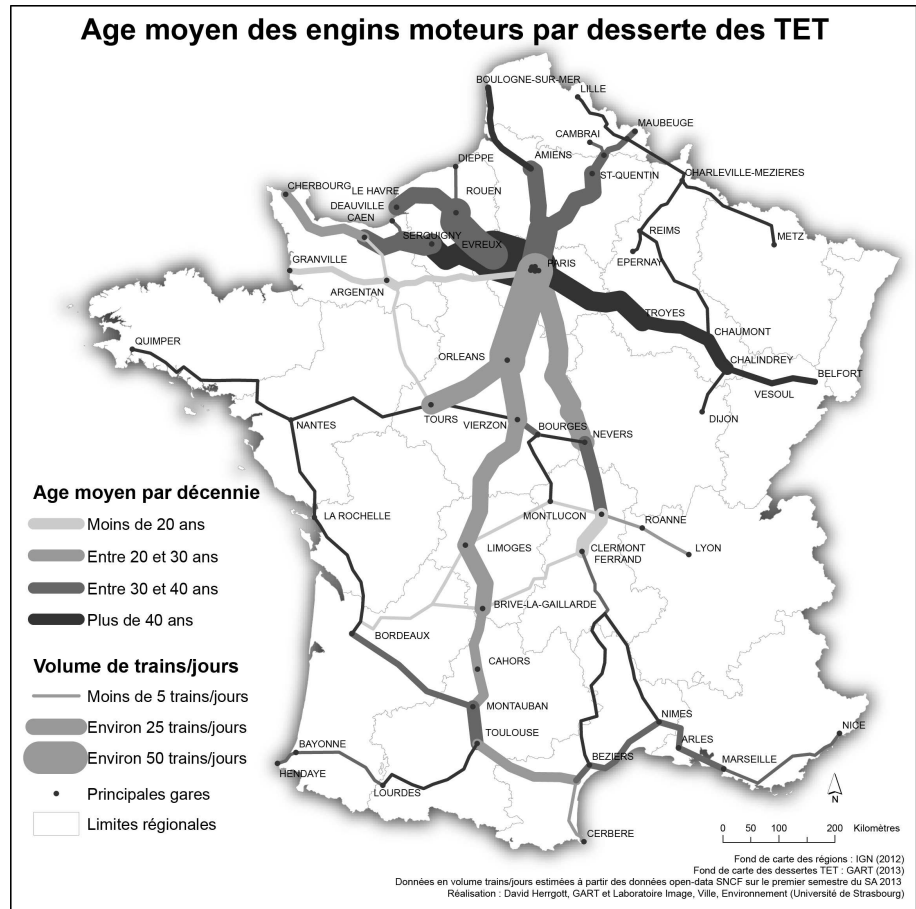 Age moyen des engins moteurs par desserte des TET
BOULOGNE-SUR-MER
LILLE
MAUBEUGE
CAMBRAI
DIEPPE
AMIENS
ST-QUENTIN
CHARLEVILLE-MEZIERES
CHERBOURG
LE HAVRE
ROUEN
DEAUVILLE
CAEN
SERQUIGNY
EVREUX
REIMS
METZ
GRANVILLE
PARIS
EPERNAY
ARGENTAN
TROYES
QUIMPER
CHAUMONT
ORLEANS
CHALINDREY
BELFORT
VESOUL
TOURS
VIERZON
BOURGES
DIJON
NANTES
NEVERS
Age moyen par décennie
Moins de 20 ans
Entre 20 et 30 ans
Entre 30 et 40 ans
Plus de 40 ans
LA ROCHELLE
MONTLUCON
ROANNE
LIMOGES
CLERMONT
FERRAND
LYON
BRIVE-LA-GAILLARDE
BORDEAUX
Volume de trains/jours
Moins de 5 trains/jours
Environ 25 trains/jours
Environ 50 trains/jours
Principales gares
Limites régionales
CAHORS
MONTAUBAN
TOULOUSE
NIMES
NICE
ARLES
BAYONNE
BEZIERS
MARSEILLE
HENDAYE
LOURDES
CERBERE
N
0 50 100 200 Kilomètres
Fond de carte des régions : IGN (2012)
Fond de carte des dessertes TET : GART (2013)
Données en volume trains/jours estimées à partir des données open-data SNCF sur le premier semestre du SA 2013
Réalisation : David Herrgott, GART et Laboratoire Image, Ville, Environnement (Université de Strasbourg)